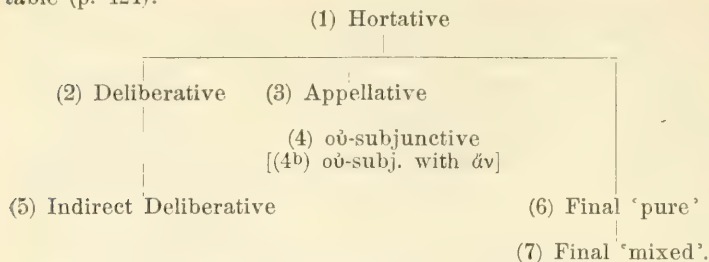 table (p. 121).
(1) Hortative
(2) Deliberative (3) Appellative
(4) οὐ-subjunctive
[(4b) οὐ-subj. with ἄν]
(5) Indirect Deliberative (6) Final ‘pure’
(7) Final ‘mixed’.